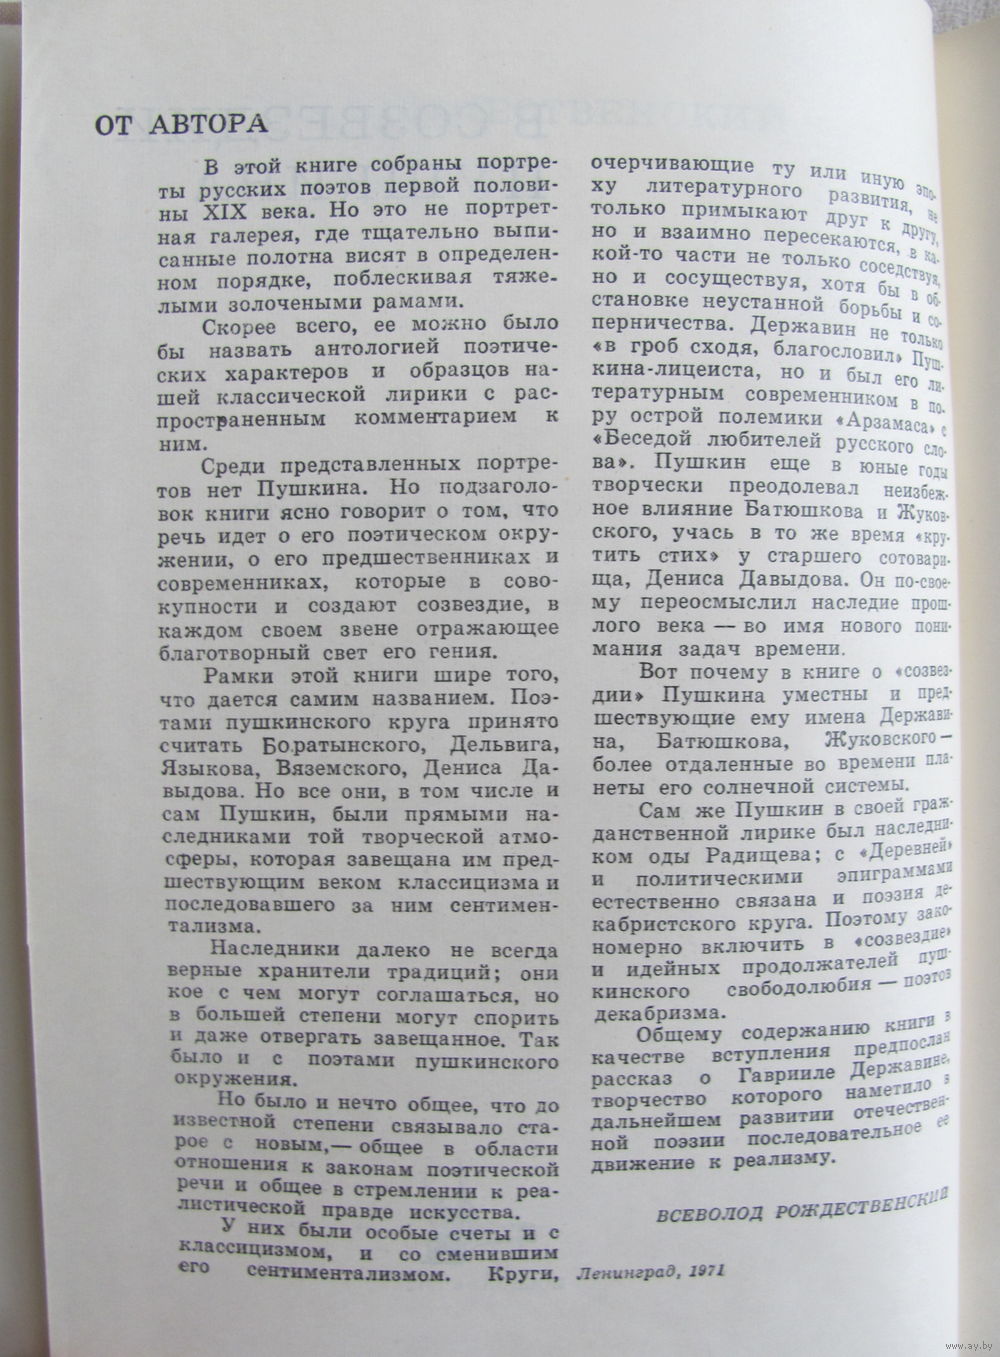 ОТ АВТОРА
В этой книге собраны портре-
ты русских поэтов первой полови-
ны XIX века. Но это не портрет-
ная галерея, где тщательно выпи-
санные полотна висят в определен-
ном порядке, поблескивая тяже-
лыми золочеными рамами.
Скорее всего, ее можно было
бы назвать антологией поэтиче-
ских характеров и образцов на-
шей классической лирики с рас-
пространенным комментарием к
ним.
Среди представленных портре-
тов нет Пушкина. Но подзаголо-
вок книги ясно говорит о том, что
речь идет о его поэтическом окру-
жении, о его предшественниках и
современниках, которые в сово-
купности и создают созвездие, в
каждом своем звене отражающее
благотворный свет его гения.
Рамки этой книги шире того,
что дается самим названием. Поэ-
тами пушкинского круга принято
считать Боратынского, Дельвига,
Языкова, Вяземского, Дениса Да-
выдова. Но все они, в том числе и
сам Пушкин, были прямыми на-
следниками той творческой атмо-
сферы, которая завещана им пред-
шествующим веком классицизма и
последовавшего за ним сентимен-
тализма.
Наследники далеко не всегда
верные хранители традиций; они
кое с чем могут соглашаться, но
в большей степени могут спорить
и даже отвергать завещанное. Так
было и с поэтами пушкинского
окружения.
Но было и нечто общее, что до
известной степени связывало ста-
рое с новым,— общее в области
отношения к законам поэтической
речи и общее в стремлении к реа-
листической правде искусства.
У них были особые счеты и с
классицизмом, и со сменившим
его сентиментализмом. Круги,
очерчивающие ту или иную эпо-
ху литературного развития, не
только примыкают друг к другу,
но и взаимно пересекаются, в ка-
кой-то части не только соседствуя,
но и сосуществуя, хотя бы в об-
становке неустанной борьбы и со-
перничества. Державин не только
«в гроб сходя, благословил» Пуш-
кина-лицеиста, но и был его ли-
тературным современником в по-
ру острой полемики «Арзамаса» с
«Беседой любителей русского сло-
ва». Пушкин еще в юные годы
творчески преодолевал неизбеж-
ное влияние Батюшкова и Жуков-
ского, учась в то же время «кру-
тить стих» у старшего сотовари-
ща, Дениса Давыдова. Он по-свое-
му переосмыслил наследие прош-
лого века — во имя нового пони-
мания задач времени.
Вот почему в книге о «созвез-
дии» Пушкина уместны и пред-
шествующие ему имена Держави-
на, Батюшкова, Жуковского —
более отдаленные во времени пла-
неты его солнечной системы.
Сам же Пушкин в своей граж-
данственной лирике был наследни-
ком оды Радищева; с «Деревней»
и политическими эпиграммами
естественно связана и поэзия де-
кабристского круга. Поэтому зако-
номерно включить в «созвездие»
и идейных продолжателей пуш-
кинского свободолюбия — поэтов
декабризма.
Общему содержанию книги в
качестве вступления предпослан
рассказ о Гаврииле Державине,
творчество которого наметило в
дальнейшем развитии отечествен-
ной поэзии последовательное ее
движение к реализму.
ВСЕВОЛОД РОЖДЕСТВЕНСКИЙ
Ленинград, 1971
www.ay.by